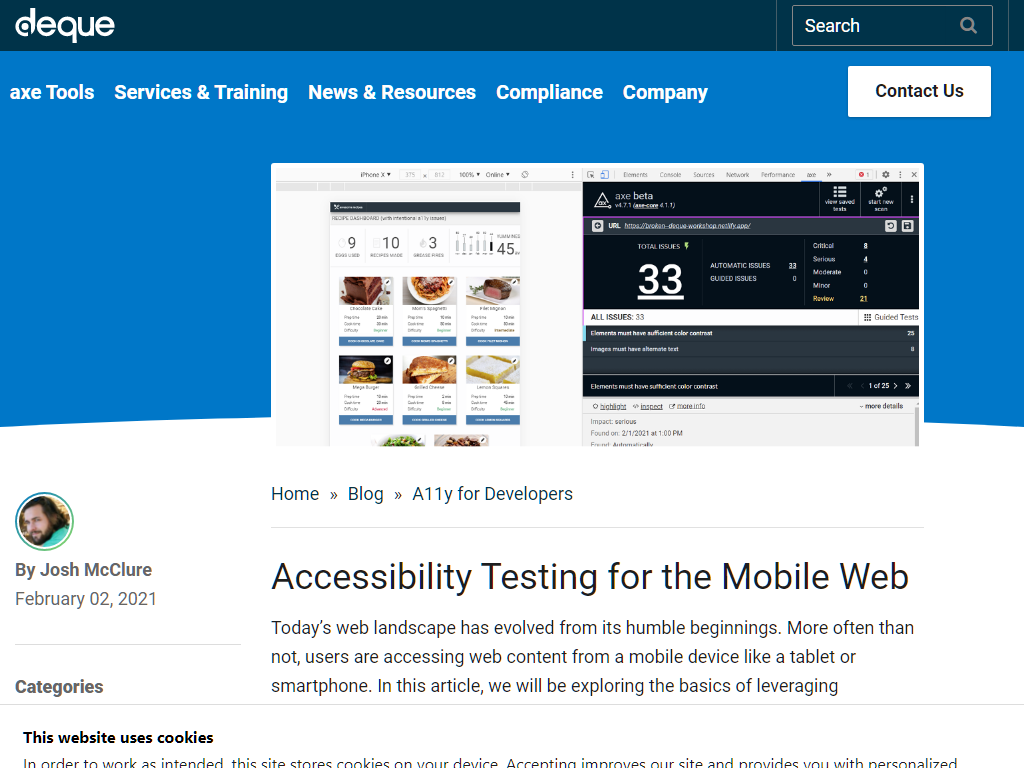 deque
Search
axe Tools Services & Training News & Resources Compliance Company Contact Us
iPhone X ▾ 375 x 812 100% ▾ Online ▾
Elements Console Sources Network Performance axe »
RECIPE DASHBOARD (with intentional a11y issues)
9 EGGS USED
10 RECIPES MADE
3 GREASE FIRES
45
Chocolate Cake Mom's Spaghetti Filet Mignon
Mega Burger Grilled Cheese Lemon Squares
axe beta
v4.7.1 (axe-core 4.1.1)
view saved tests
start new scan
URL https://broken-deque-workshop.netlify.app/
TOTAL ISSUES
33
AUTOMATIC ISSUES 33
GUIDED ISSUES 0
Critical 8
Serious 4
Moderate 0
Minor 0
Review 21
ALL ISSUES: 33
Guided Tests
Elements must have sufficient color contrast 25
Images must have alternate text 8
Elements must have sufficient color contrast
1 of 25
highlight </> inspect more info
more details
Impact: serious
Found on: 2/1/2021 at 1:00 PM
Found: Automatically
Home » Blog » A11y for Developers
By Josh McClure
February 02, 2021
Categories
Accessibility Testing for the Mobile Web
Today’s web landscape has evolved from its humble beginnings. More often than
not, users are accessing web content from a mobile device like a tablet or
smartphone. In this article, we will be exploring the basics of leveraging
This website uses cookies
In order to work as intended, this site stores cookies on your device. Accepting improves our site and provides you with personalized